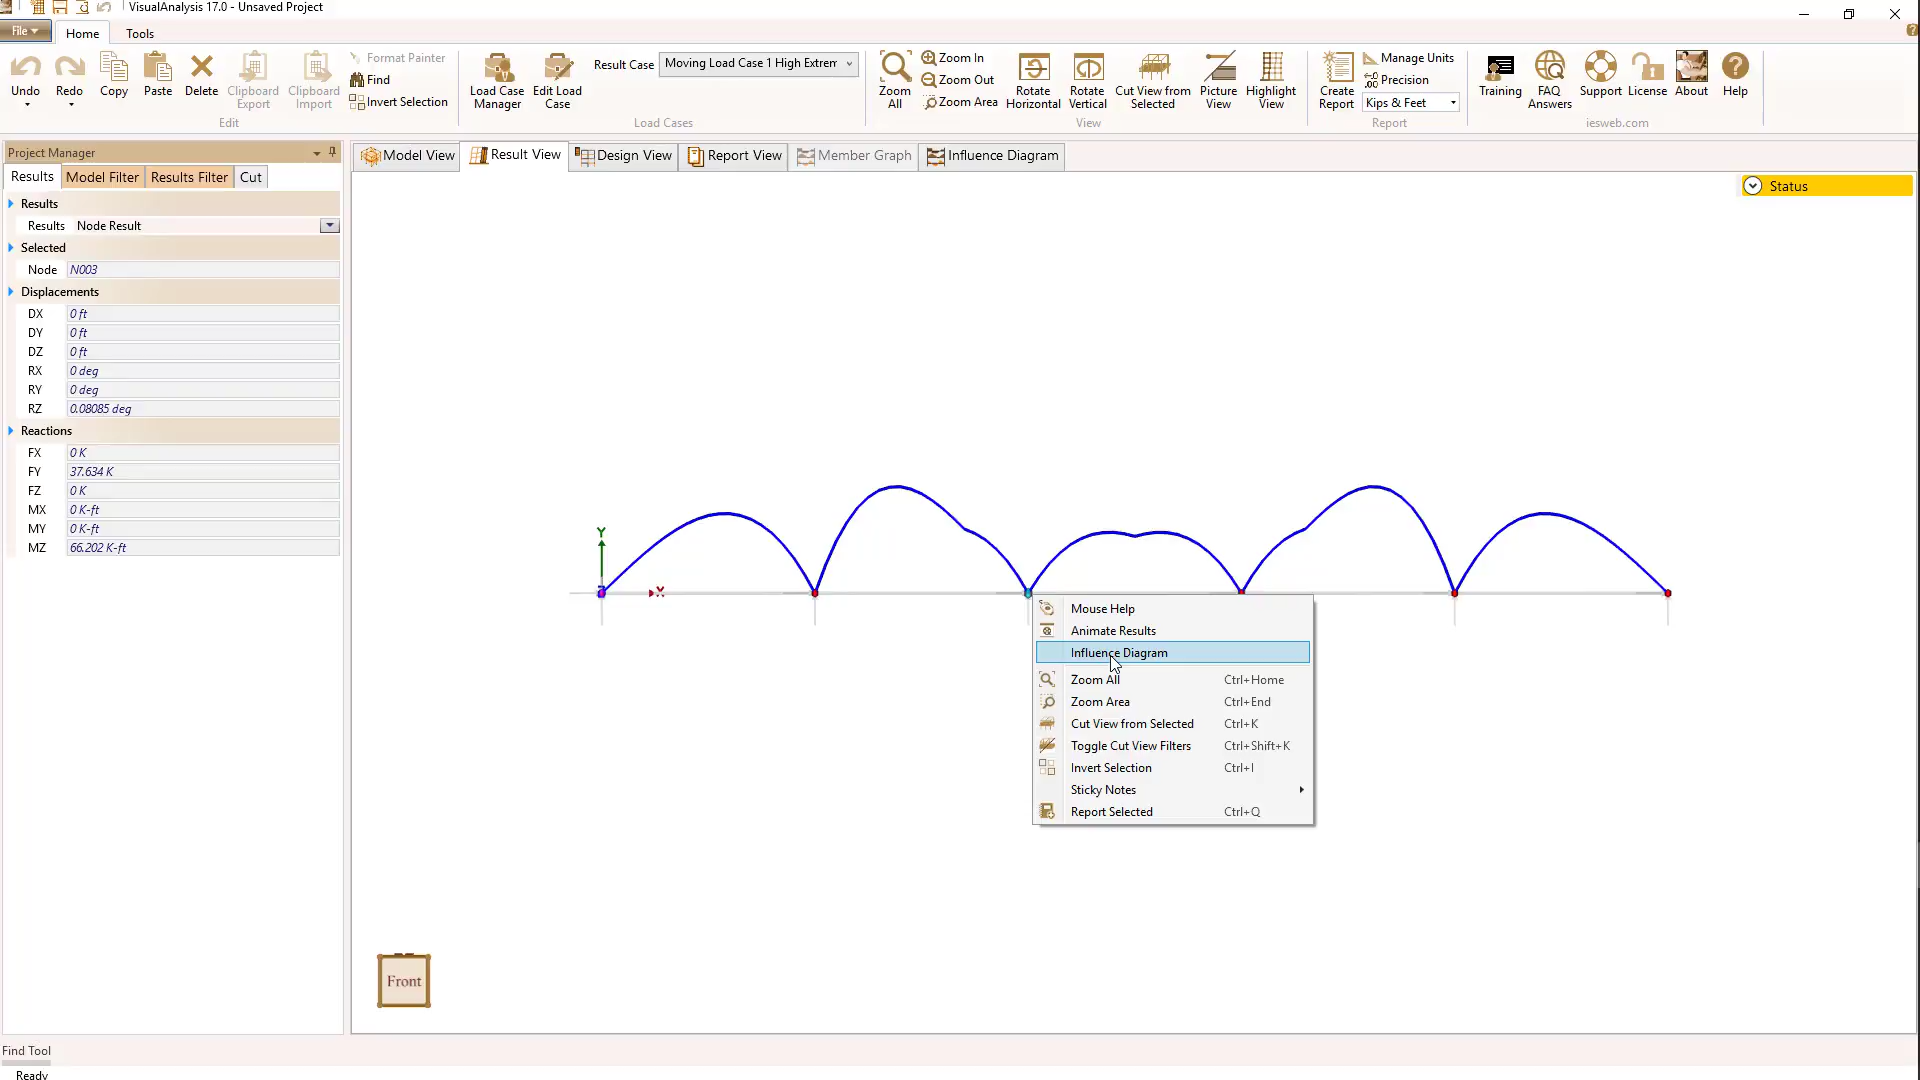 VisualAnalysis 17.0 - Unsaved Project
File
Home
Tools
Undo
Redo
Copy
Paste
Delete
Clipboard Export
Clipboard Import
Format Painter
Find
Invert Selection
Edit
Load Case Manager
Edit Load Case
Result Case
Moving Load Case 1 High Extrem
Load Cases
Zoom All
Zoom In
Zoom Out
Zoom Area
Rotate Horizontal
Rotate Vertical
Cut View from Selected
Picture View
Highlight View
View
Create Report
Manage Units
Precision
Kips & Feet
Report
Training
FAQ Answers
Support
License
About
Help
iesweb.com
Project Manager
Results
Model Filter
Results Filter
Cut
Results
Results Node Result
Selected
Node N003
Displacements
DX 0 ft
DY 0 ft
DZ 0 ft
RX 0 deg
RY 0 deg
RZ 0.08085 deg
Reactions
FX 0 K
FY 37.634 K
FZ 0 K
MX 0 K-ft
MY 0 K-ft
MZ 66.202 K-ft
Model View
Result View
Design View
Report View
Member Graph
Influence Diagram
Status
Y
X
Mouse Help
Animate Results
Influence Diagram
Zoom All Ctrl+Home
Zoom Area Ctrl+End
Cut View from Selected Ctrl+K
Toggle Cut View Filters Ctrl+Shift+K
Invert Selection Ctrl+I
Sticky Notes
Report Selected Ctrl+Q
Front
Find Tool
Ready